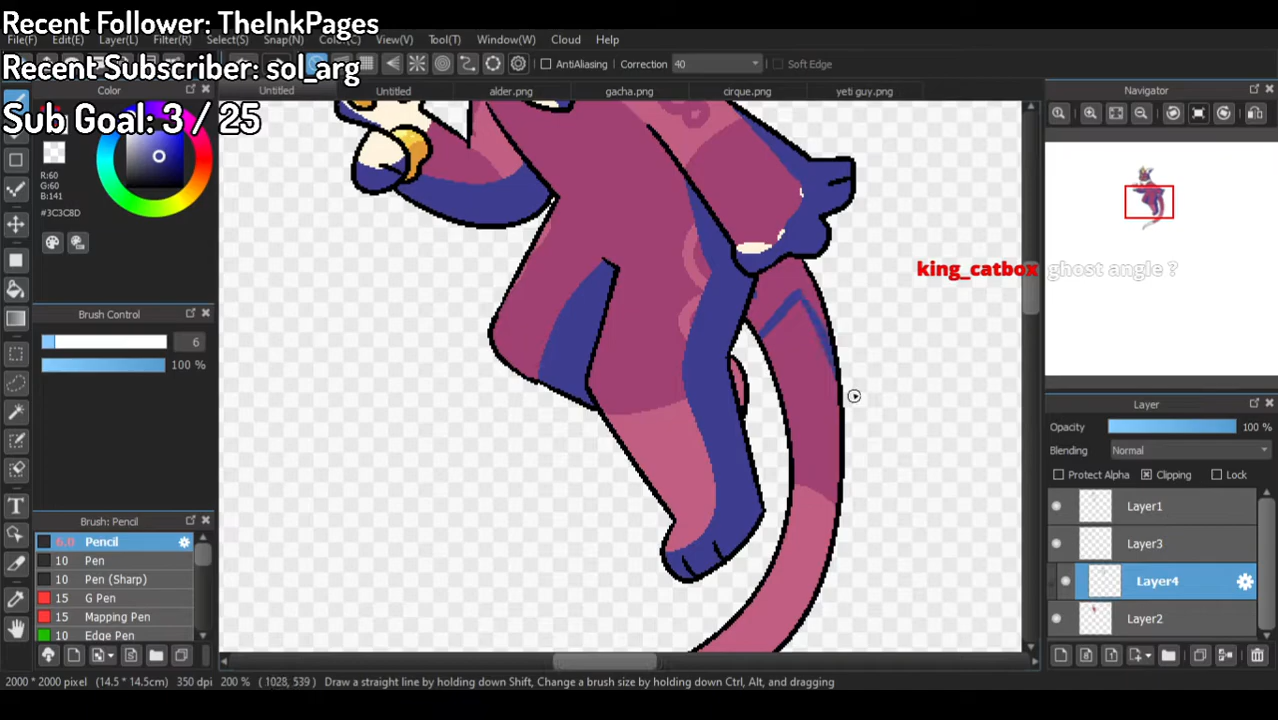 Recent Follower: TheInkPages
File(F) Edit(E) Layer(L) Filter(R) Select(S) Snap(N) Color(C) View(V) Tool(T) Window(W) Cloud Help
Recent Subscriber: sol_arg
AntiAliasing Correction 40 Soft Edge
Color Untitled Untitled alder.png gacha.png cirque.png yeti guy.png Navigator
Sub Goal: 3 / 25
R:60
G:60
B:141
#3C3C8D
king_catbox ghost angle ?
Brush Control
6
100 %
Layer
Opacity 100 %
Blending Normal
Protect Alpha Clipping Lock
Layer1
Layer3
Layer4
Layer2
T
Brush: Pencil
6.0 Pencil
10 Pen
10 Pen (Sharp)
15 G Pen
15 Mapping Pen
10 Edge Pen
2000 * 2000 pixel (14.5 * 14.5cm) 350 dpi 200 % ( 1028, 539 ) Draw a straight line by holding down Shift, Change a brush size by holding down Ctrl, Alt, and dragging